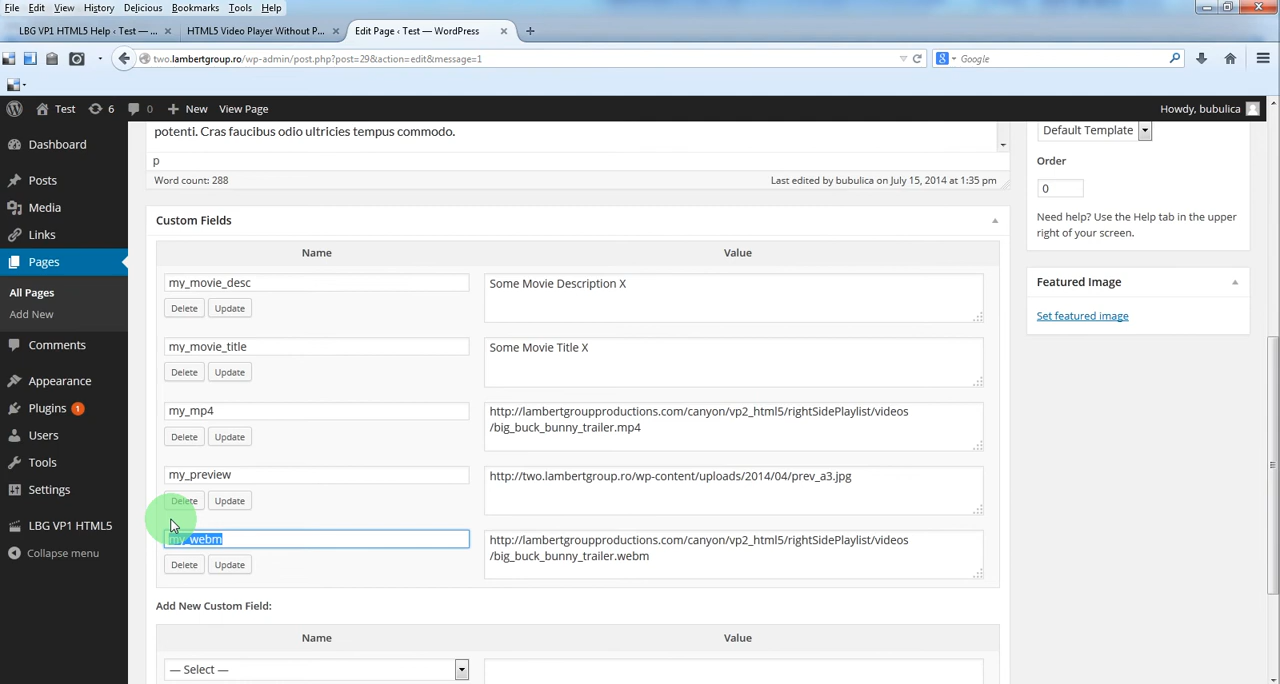 File Edit View History Delicious Bookmarks Tools Help
LBG VP1 HTML5 Help ‹ Test — ... × HTML5 Video Player Without P... × Edit Page ‹ Test — WordPress × +
two.lambertgroup.ro/wp-admin/post.php?post=29&action=edit&message=1 Google
Test 6 0 + New View Page Howdy, bubulica
Dashboard
Posts
Media
Links
Pages
All Pages
Add New
Comments
Appearance
Plugins 1
Users
Tools
Settings
LBG VP1 HTML5
Collapse menu
potenti. Cras faucibus odio ultricies tempus commodo.
p
Word count: 288 Last edited by bubulica on July 15, 2014 at 1:35 pm
Custom Fields
Name Value
my_movie_desc Some Movie Description X
Delete Update
my_movie_title Some Movie Title X
Delete Update
my_mp4 http://lambertgroupproductions.com/canyon/vp2_html5/rightSidePlaylist/videos
/big_buck_bunny_trailer.mp4
Delete Update
my_preview http://two.lambertgroup.ro/wp-content/uploads/2014/04/prev_a3.jpg
Delete Update
my_webm http://lambertgroupproductions.com/canyon/vp2_html5/rightSidePlaylist/videos
/big_buck_bunny_trailer.webm
Delete Update
Add New Custom Field:
Name Value
— Select —
Default Template
Order
0
Need help? Use the Help tab in the upper
right of your screen.
Featured Image
Set featured image